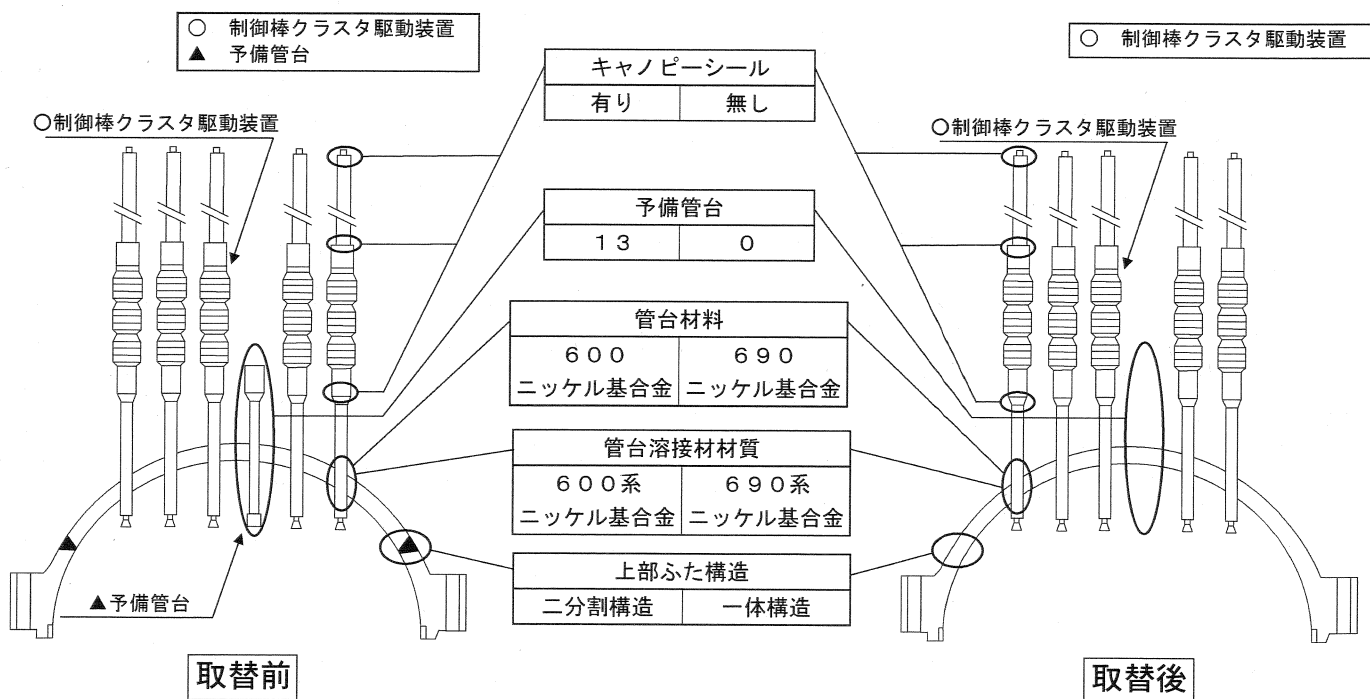 ○ 制御棒クラスタ駆動装置
▲ 予備管台
○ 制御棒クラスタ駆動装置
○制御棒クラスタ駆動装置
○制御棒クラスタ駆動装置
キャノピーシール
有り 無し
予備管台
13 0
管台材料
600 690
ニッケル基合金 ニッケル基合金
管台溶接材材質
600系 690系
ニッケル基合金 ニッケル基合金
上部ふた構造
二分割構造 一体構造
▲予備管台
取替前
取替後